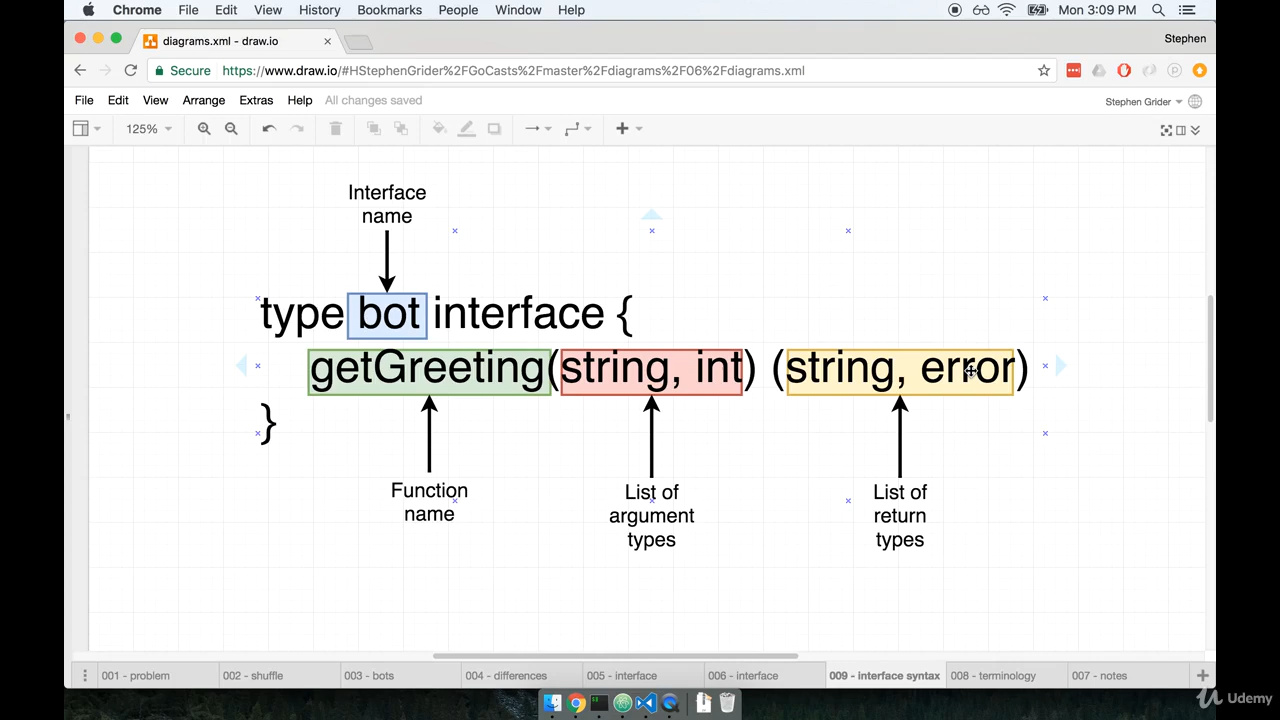 Chrome File Edit View History Bookmarks People Window Help Mon 3:09 PM
diagrams.xml - draw.io × Stephen
Secure https://www.draw.io/#HStephenGrider%2FGoCasts%2Fmaster%2Fdiagrams%2F06%2Fdiagrams.xml
File Edit View Arrange Extras Help All changes saved Stephen Grider
125%
Interface
name
type bot interface {
getGreeting(string, int) (string, error)
}
Function
name
List of
argument
types
List of
return
types
001 - problem 002 - shuffle 003 - bots 004 - differences 005 - interface 006 - interface 009 - interface syntax 008 - terminology 007 - notes
Udemy